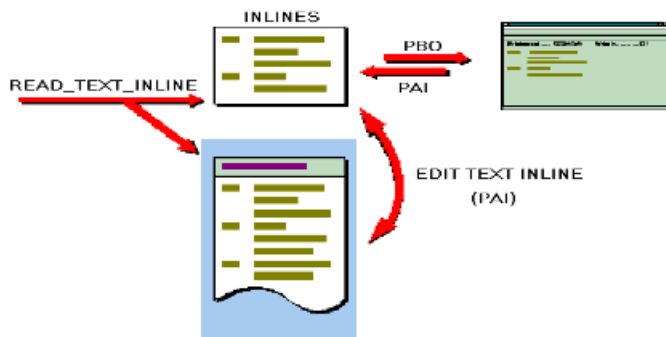 INLINES
PBO
READ_TEXT_INLINE
PAI
EDIT TEXT INLINE
(PAI)